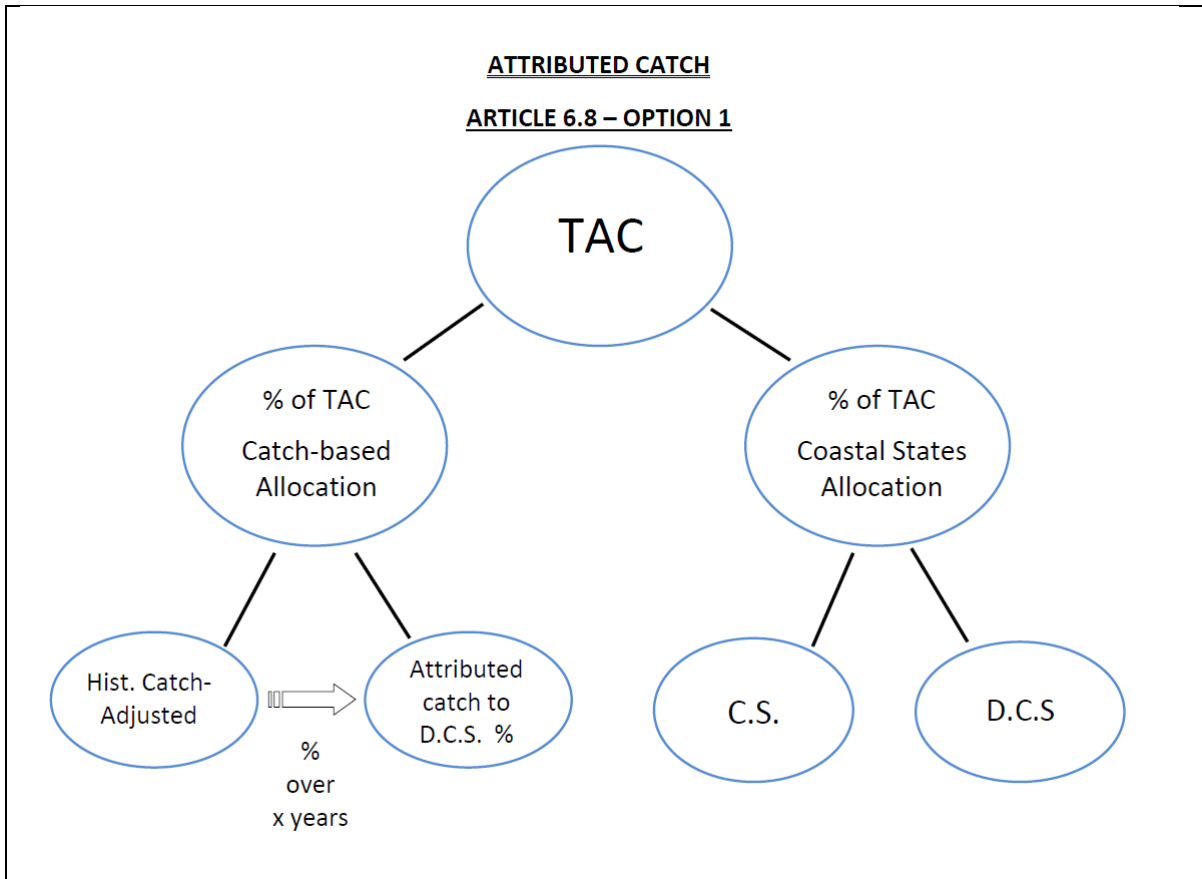 ATTRIBUTED CATCH
ARTICLE 6.8 – OPTION 1
TAC
% of TAC
Catch-based
Allocation
% of TAC
Coastal States
Allocation
Hist. Catch-
Adjusted
%
over
x years
Attributed
catch to
D.C.S. %
C.S.
D.C.S